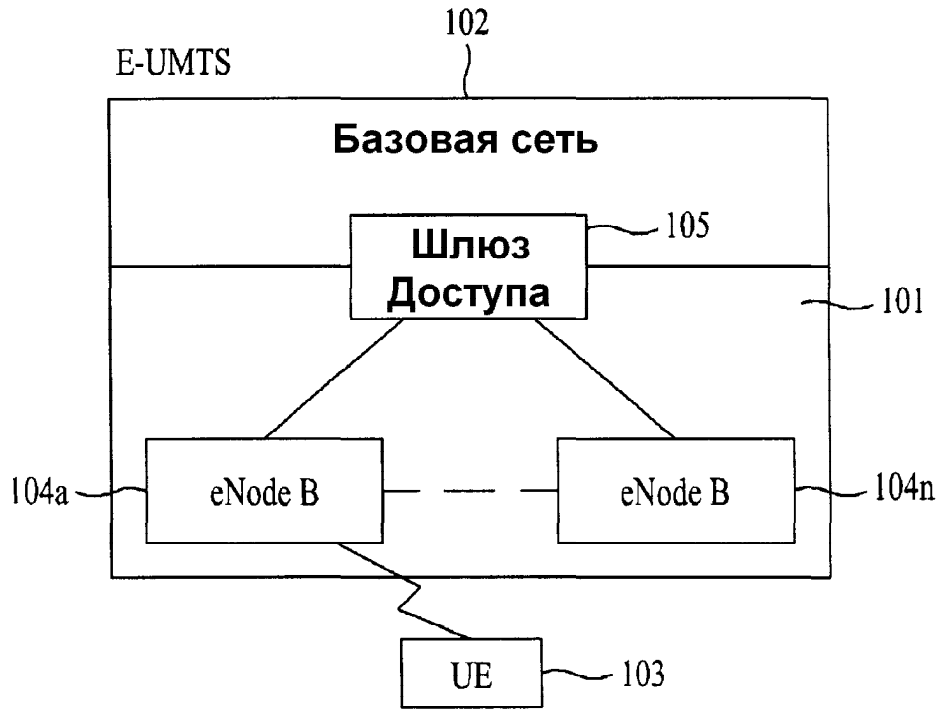 102
E-UMTS
Базовая сеть
Шлюз
Доступа
105
101
104a
eNode B
eNode B
104n
UE
103